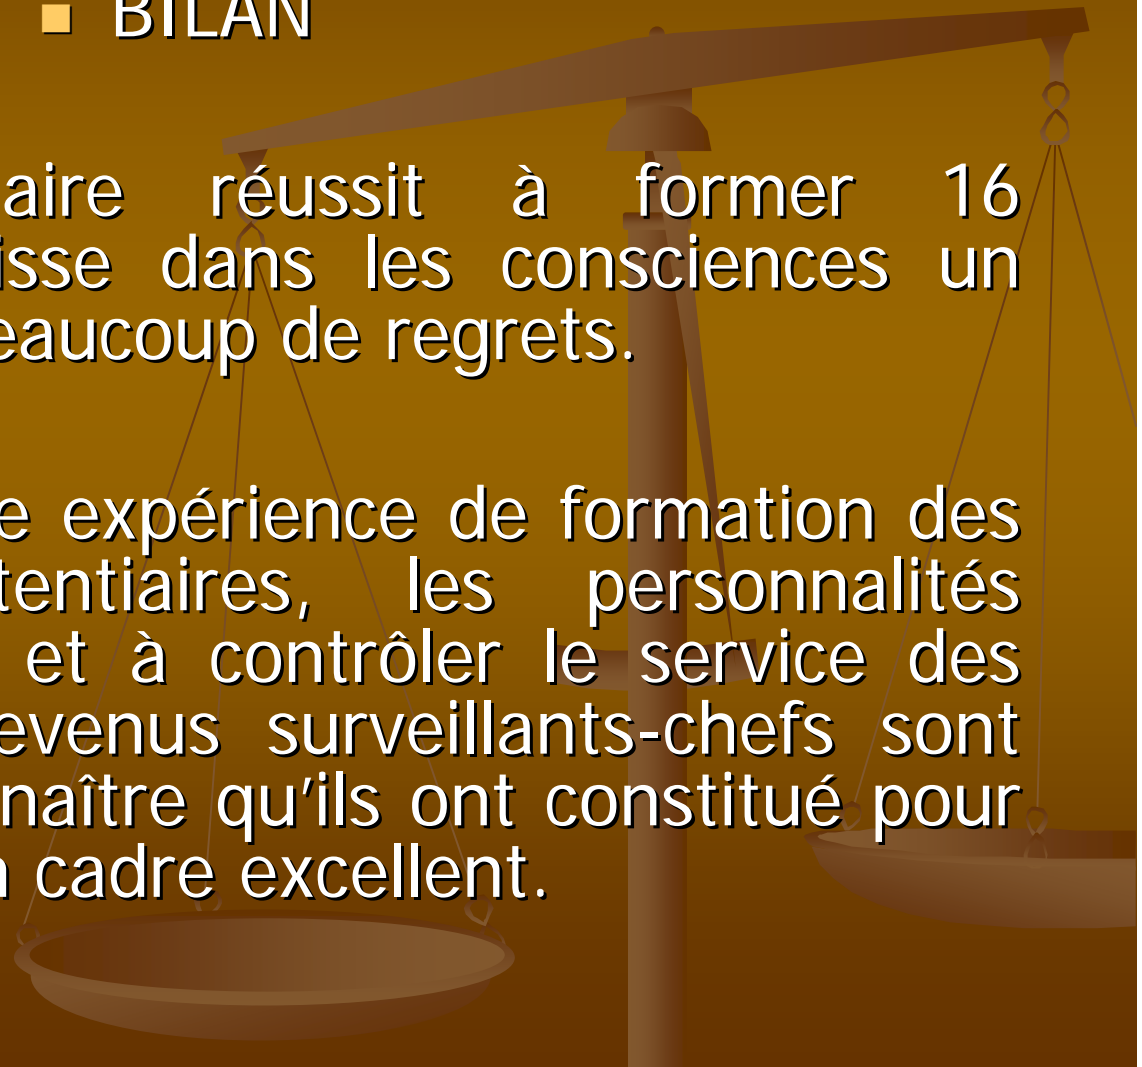 BILAN
aire réussit à former 16
isse dans les consciences un
eaucoup de regrets.
e expérience de formation des
tentiaires, les personnalités
et à contrôler le service des
evenus surveillants-chefs sont
naître qu'ils ont constitué pour
cadre excellent.